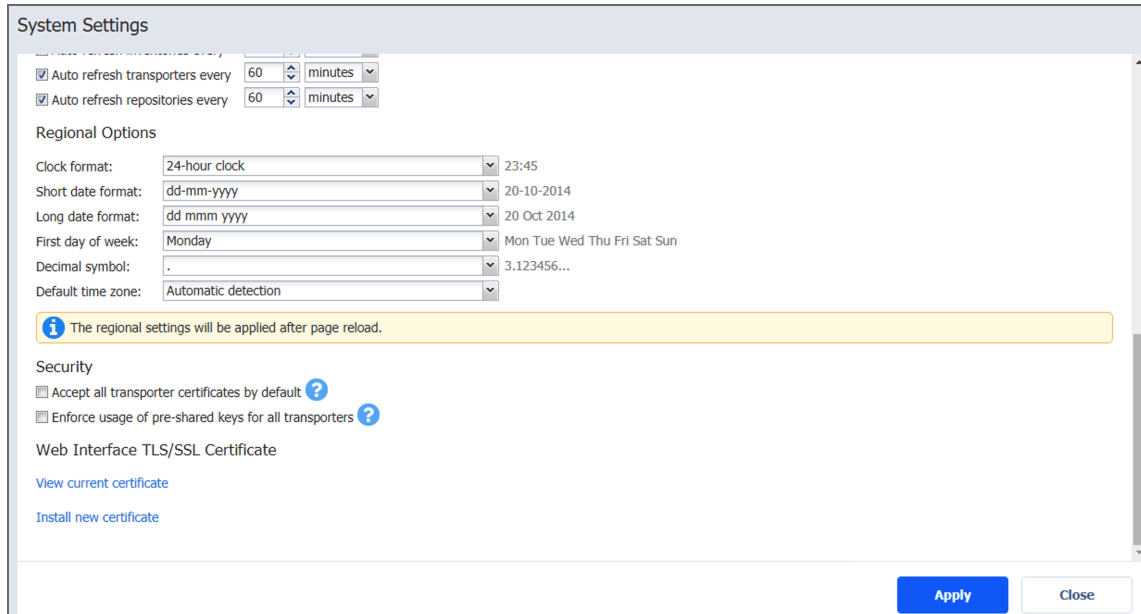 System Settings
Auto refresh inventories every
Auto refresh transporters every 60 minutes
Auto refresh repositories every 60 minutes
Regional Options
Clock format: 24-hour clock 23:45
Short date format: dd-mm-yyyy 20-10-2014
Long date format: dd mmm yyyy 20 Oct 2014
First day of week: Monday Mon Tue Wed Thu Fri Sat Sun
Decimal symbol: . 3.123456...
Default time zone: Automatic detection
The regional settings will be applied after page reload.
Security
Accept all transporter certificates by default ?
Enforce usage of pre-shared keys for all transporters ?
Web Interface TLS/SSL Certificate
View current certificate
Install new certificate
Apply Close